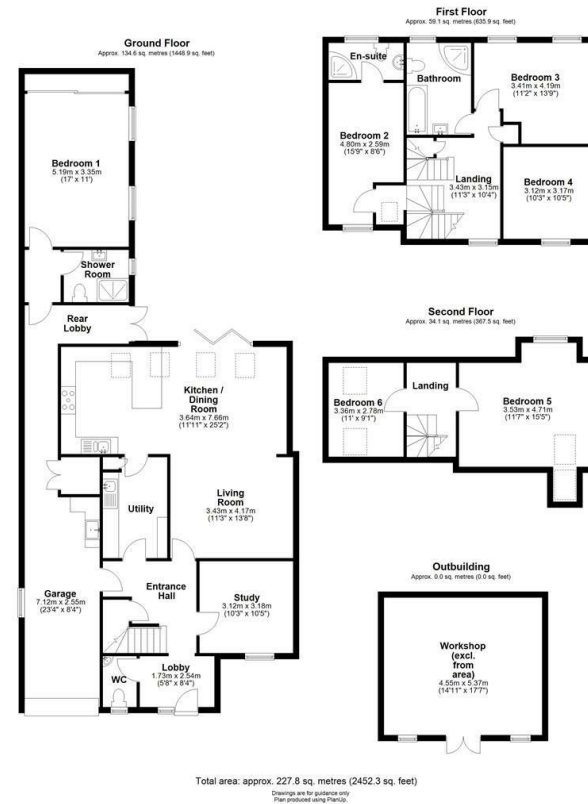 Ground Floor
Approx. 134.6 sq. metres (1448.9 sq. feet)
Bedroom 1
5.19m x 3.35m
(17' x 11')
Shower
Room
Rear
Lobby
Kitchen /
Dining
Room
3.64m x 7.66m
(11'11" x 25'2")
Utility
Living
Room
3.43m x 4.17m
(11'3" x 13'8")
Garage
7.12m x 2.55m
(23'4" x 8'4")
Entrance
Hall
Study
3.12m x 3.18m
(10'3" x 10'5")
WC
Lobby
1.73m x 2.54m
(5'8" x 8'4")
First Floor
Approx. 59.1 sq. metres (635.9 sq. feet)
En-suite
Bathroom
Bedroom 3
3.41m x 4.19m
(11'2" x 13'9")
Bedroom 2
4.80m x 2.59m
(15'9" x 8'6")
Landing
3.43m x 3.15m
(11'3" x 10'4")
Bedroom 4
3.12m x 3.17m
(10'3" x 10'5")
Second Floor
Approx. 34.1 sq. metres (367.5 sq. feet)
Bedroom 6
3.36m x 2.78m
(11' x 9'1")
Landing
Bedroom 5
3.53m x 4.71m
(11'7" x 15'5")
Outbuilding
Approx. 0.0 sq. metres (0.0 sq. feet)
Workshop
(excl.
from
area)
4.55m x 5.37m
(14'11" x 17'7")
Total area: approx. 227.8 sq. metres (2452.3 sq. feet)
Drawings are for guidance only
Plan produced using PlanUp.